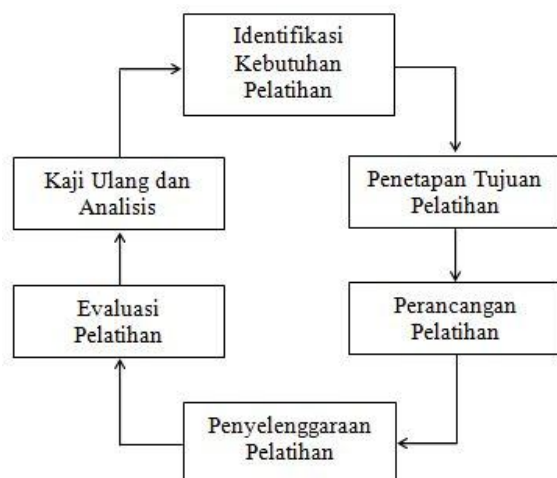 Identifikasi
Kebutuhan
Pelatihan
Penetapan Tujuan
Pelatihan
Perancangan
Pelatihan
Penyelenggaraan
Pelatihan
Evaluasi
Pelatihan
Kaji Ulang dan
Analisis